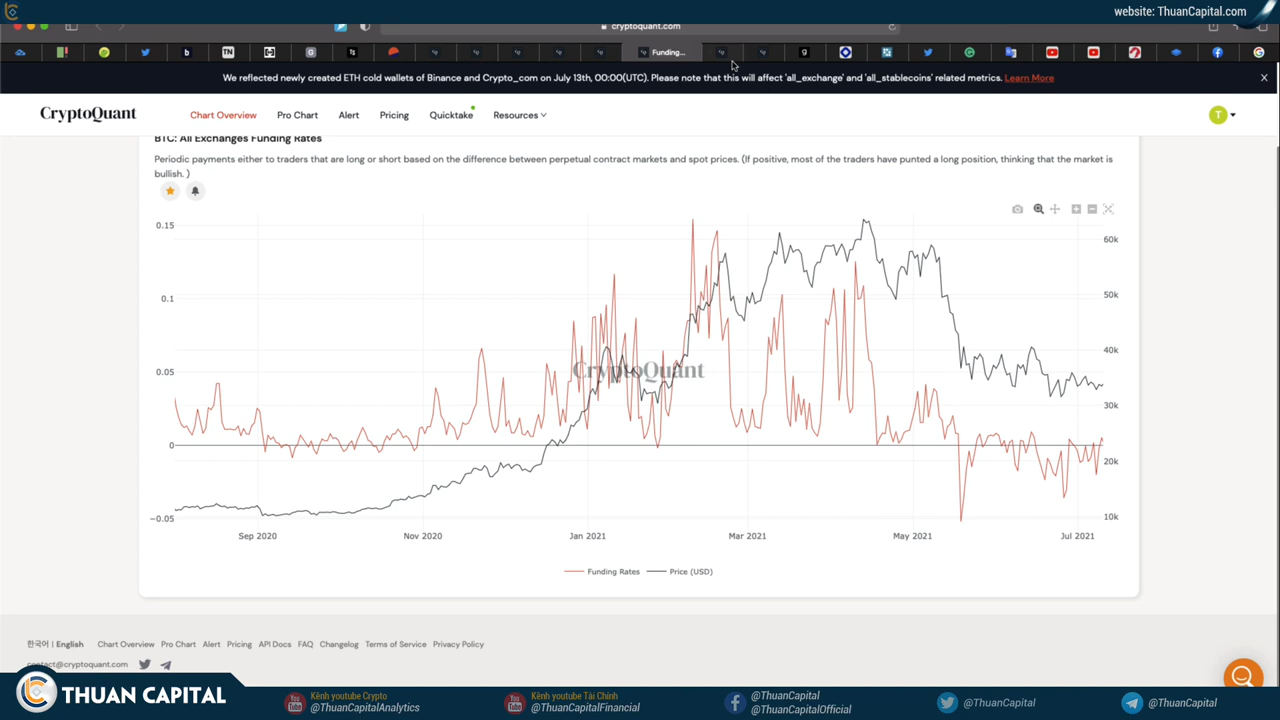 website: ThuanCapital.com
cryptoquant.com
Funding...
We reflected newly created ETH cold wallets of Binance and Crypto_com on July 13th, 00:00(UTC). Please note that this will affect 'all_exchange' and 'all_stablecoins' related metrics. Learn More
CryptoQuant
Chart Overview Pro Chart Alert Pricing Quicktake Resources
T
BTC: All Exchanges Funding Rates
Periodic payments either to traders that are long or short based on the difference between perpetual contract markets and spot prices. (If positive, most of the traders have punted a long position, thinking that the market is
bullish. )
0.15 60k
0.1 50k
0.05 40k
CryptoQuant
30k
0 20k
−0.05 10k
Sep 2020 Nov 2020 Jan 2021 Mar 2021 May 2021 Jul 2021
Funding Rates Price (USD)
한국어 | English Chart Overview Pro Chart Alert Pricing API Docs FAQ Changelog Terms of Service Privacy Policy
contact@cryptoquant.com
THUAN CAPITAL
Kênh youtube Crypto
@ThuanCapitalAnalytics
Kênh youtube Tài Chính
@ThuanCapitalFinancial
@ThuanCapital
@ThuanCapitalOfficial
@ThuanCapital
@ThuanCapital